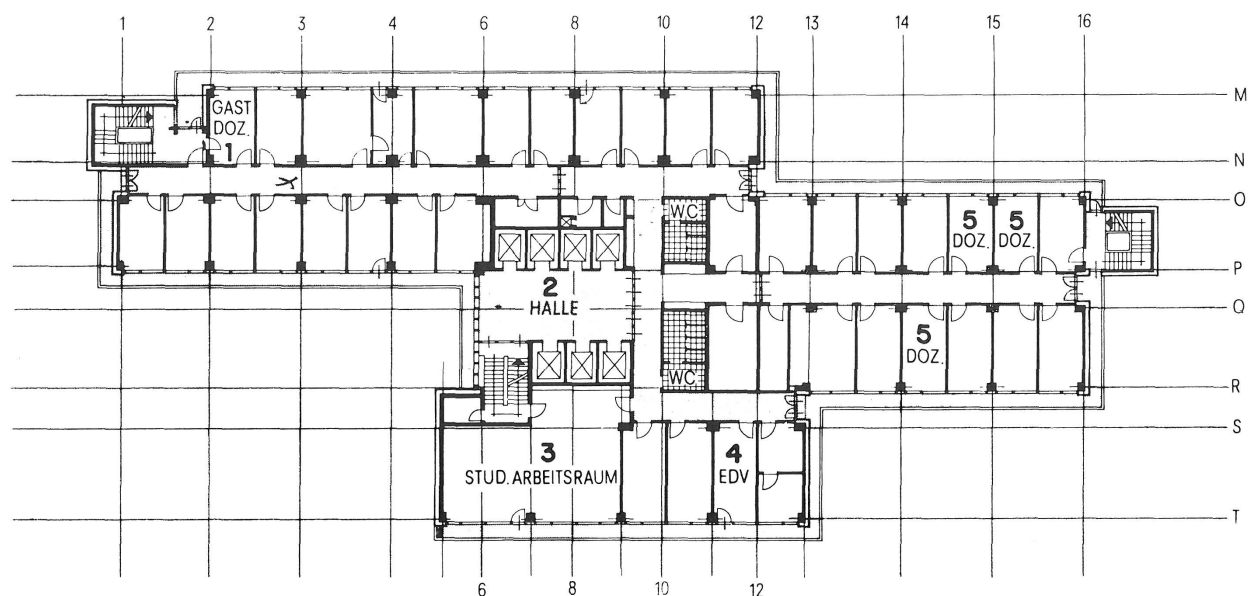 1 2 3 4 6 8 10 12 13 14 15 16
M
GAST
DOZ.
1
N
O
WC
5 5
DOZ. DOZ.
P
2
HALLE
Q
5
DOZ.
WC
R
S
3
STUD. ARBEITSRAUM
4
EDV
T
6 8 10 12